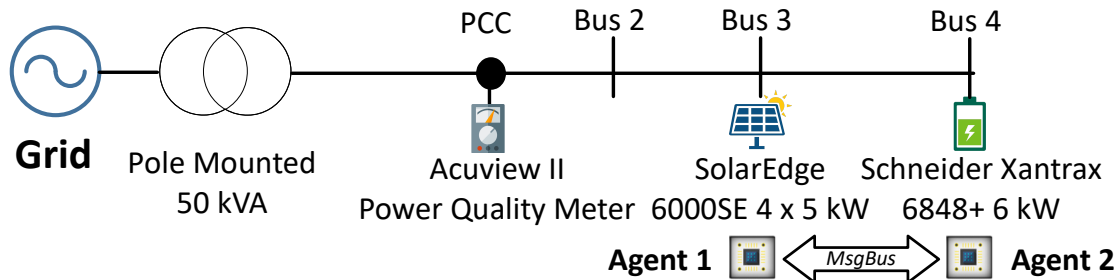 PCC
Bus 2
Bus 3
Bus 4
Grid
Pole Mounted
50 kVA
Acuview II
Power Quality Meter
SolarEdge
6000SE 4 x 5 kW
Schneider Xantrax
6848+ 6 kW
Agent 1
MsgBus
Agent 2